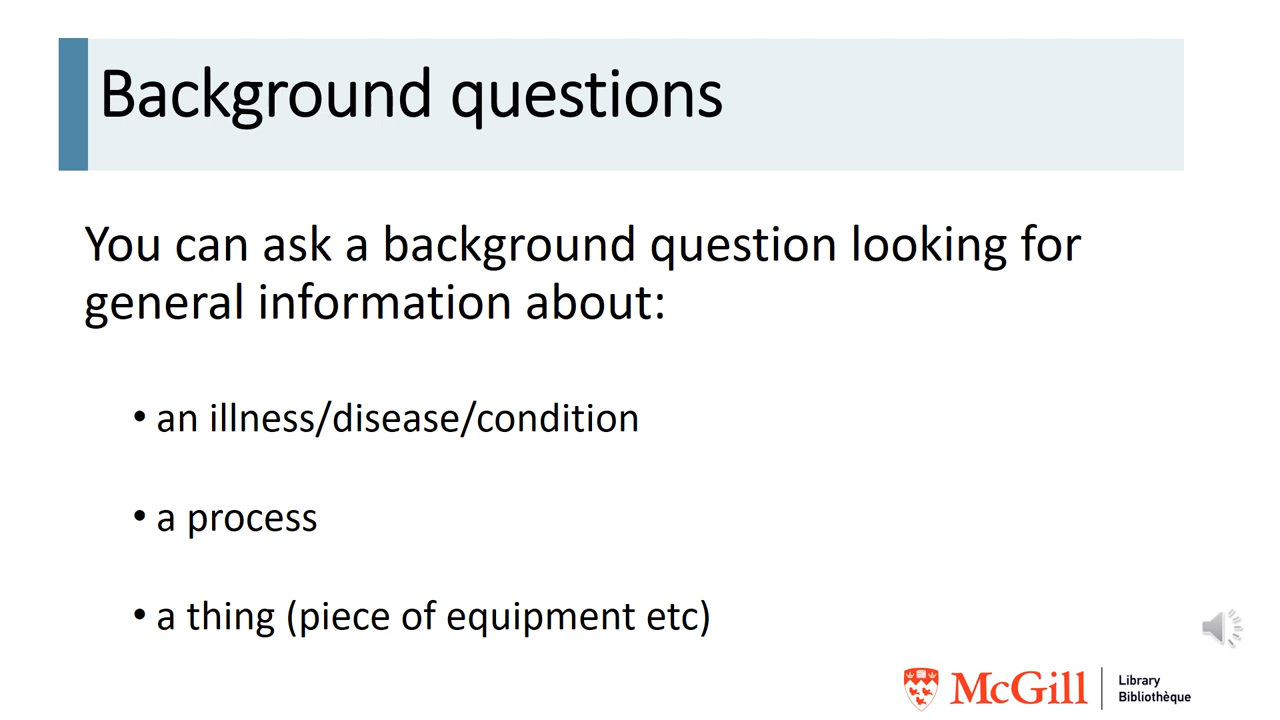 Background questions
You can ask a background question looking for
general information about:
• an illness/disease/condition
• a process
• a thing (piece of equipment etc)
McGill
Library
Bibliothèque